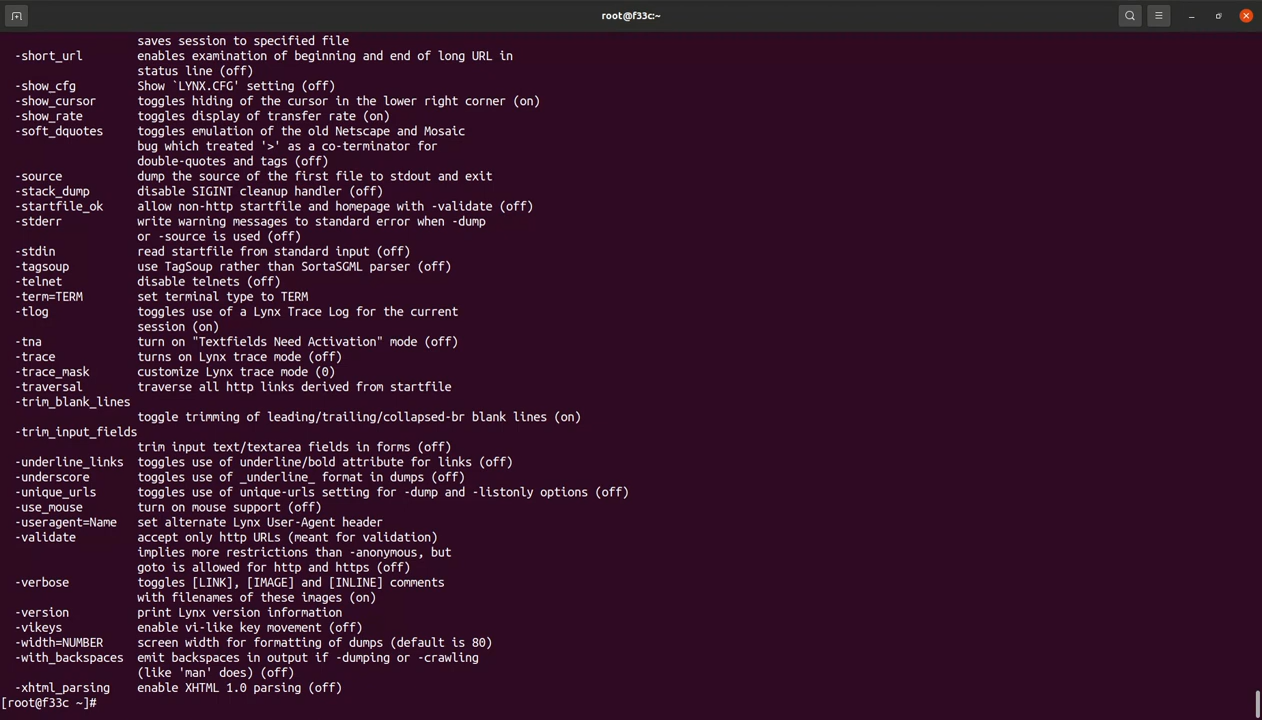 root@f33c:~
saves session to specified file
-short_url enables examination of beginning and end of long URL in
status line (off)
-show_cfg Show `LYNX.CFG' setting (off)
-show_cursor toggles hiding of the cursor in the lower right corner (on)
-show_rate toggles display of transfer rate (on)
-soft_dquotes toggles emulation of the old Netscape and Mosaic
bug which treated '>' as a co-terminator for
double-quotes and tags (off)
-source dump the source of the first file to stdout and exit
-stack_dump disable SIGINT cleanup handler (off)
-startfile_ok allow non-http startfile and homepage with -validate (off)
-stderr write warning messages to standard error when -dump
or -source is used (off)
-stdin read startfile from standard input (off)
-tagsoup use TagSoup rather than SortaSGML parser (off)
-telnet disable telnets (off)
-term=TERM set terminal type to TERM
-tlog toggles use of a Lynx Trace Log for the current
session (on)
-tna turn on "Textfields Need Activation" mode (off)
-trace turns on Lynx trace mode (off)
-trace_mask customize Lynx trace mode (0)
-traversal traverse all http links derived from startfile
-trim_blank_lines
toggle trimming of leading/trailing/collapsed-br blank lines (on)
-trim_input_fields
trim input text/textarea fields in forms (off)
-underline_links toggles use of underline/bold attribute for links (off)
-underscore toggles use of _underline_ format in dumps (off)
-unique_urls toggles use of unique-urls setting for -dump and -listonly options (off)
-use_mouse turn on mouse support (off)
-useragent=Name set alternate Lynx User-Agent header
-validate accept only http URLs (meant for validation)
implies more restrictions than -anonymous, but
goto is allowed for http and https (off)
-verbose toggles [LINK], [IMAGE] and [INLINE] comments
with filenames of these images (on)
-version print Lynx version information
-vikeys enable vi-like key movement (off)
-width=NUMBER screen width for formatting of dumps (default is 80)
-with_backspaces emit backspaces in output if -dumping or -crawling
(like 'man' does) (off)
-xhtml_parsing enable XHTML 1.0 parsing (off)
[root@f33c ~]#